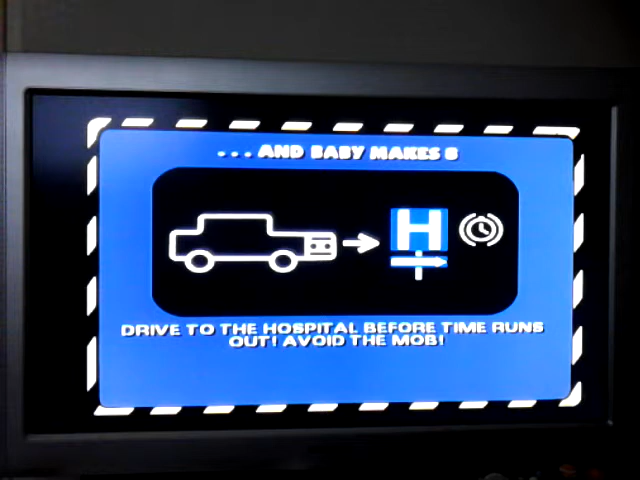 ...AND BABY MAKES 8
H
DRIVE TO THE HOSPITAL BEFORE TIME RUNS
OUT! AVOID THE MOB!